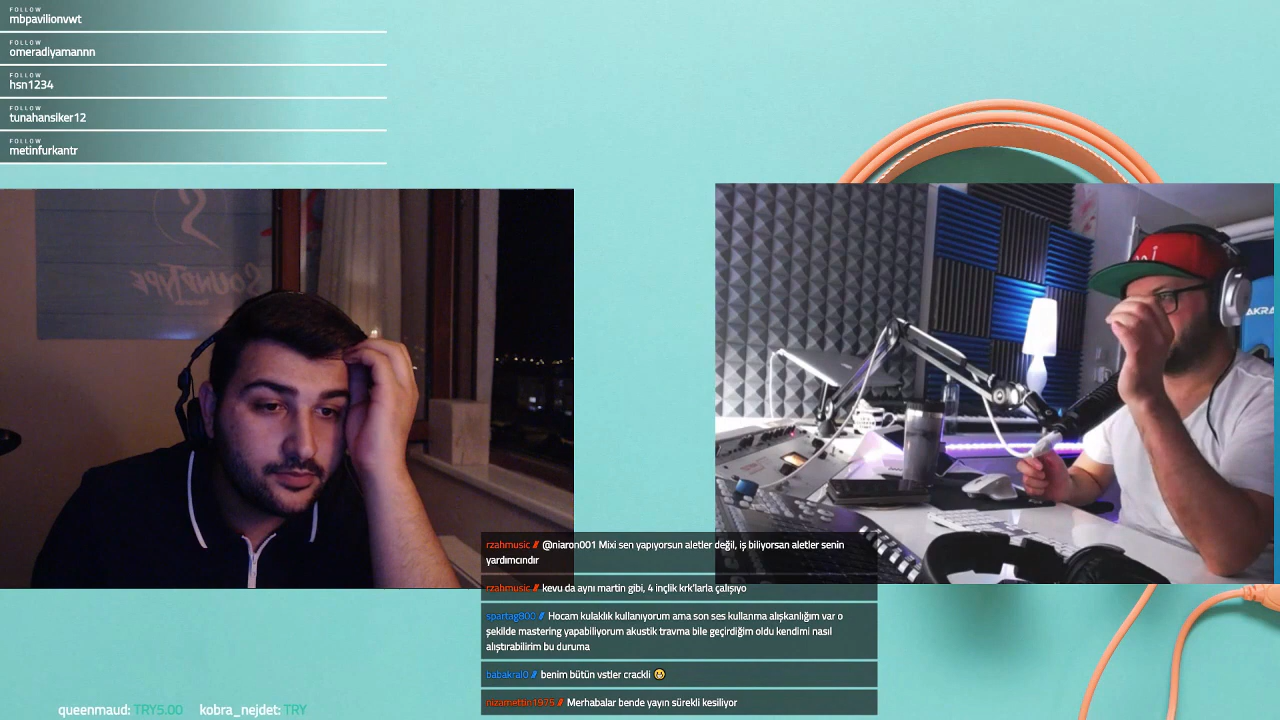 FOLLOW
mbpavilionvwt
FOLLOW
omeradiyamannn
FOLLOW
hsn1234
FOLLOW
tunahansiker12
FOLLOW
metinfurkantr
SOUNDTYPE
AKRA
rzahmusic // @niaron001 Mixi sen yapıyorsun aletler değil, iş biliyorsan aletler senin
yardımcındır
rzahmusic // kevu da aynı martin gibi, 4 inçlik krk'larla çalışıyo
spartag800 // Hocam kulaklık kullanıyorum ama son ses kullanma alışkanlığım var o
şekilde mastering yapabiliyorum akustik travma bile geçirdiğim oldu kendimi nasıl
alıştırabilirim bu duruma
babakral0 // benim bütün vstler crackli
nizamettin1975 // Merhabalar bende yayın sürekli kesiliyor
queenmaud: TRY5.00 kobra_nejdet: TRY